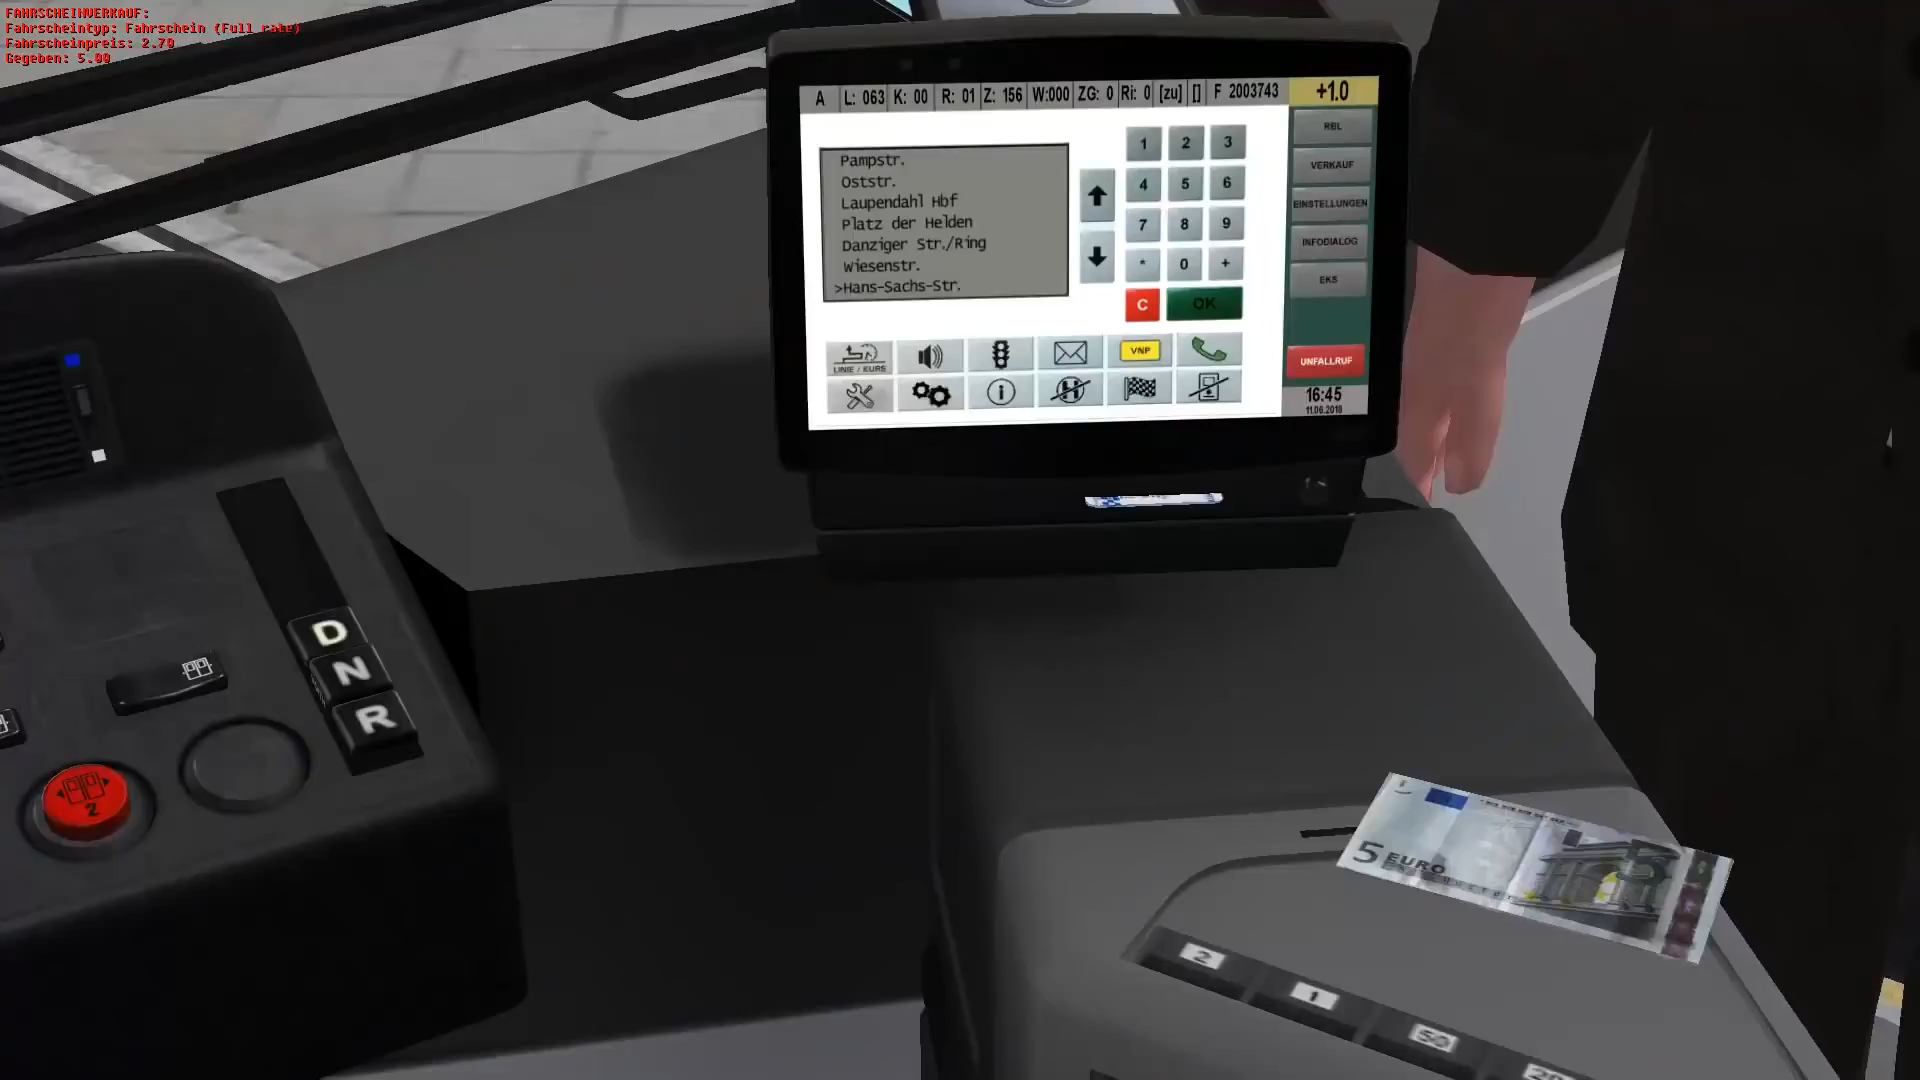 FAHRSCHEINVERKAUF:
Fahrscheintyp: Fahrschein (Full rate)
Fahrscheinpreis: 2.70
Gegeben: 5.00
A L: 063 K: 00 R: 01 Z: 156 W:000 ZG: 0 Ri: 0 [zu] [] F 2003743 +1.0
Pampstr.
Oststr.
Laupendahl Hbf
Platz der Helden
Danziger Str./Ring
Wiesenstr.
>Hans-Sachs-Str.
1 2 3
4 5 6
7 8 9
* 0 +
C OK
RBL
VERKAUF
EINSTELLUNGEN
INFODIALOG
EKS
UNFALLRUF
16:45
11.06.2018
LINIE / KURS
VNP
H
D
N
R
2
5 EURO
2
1
50